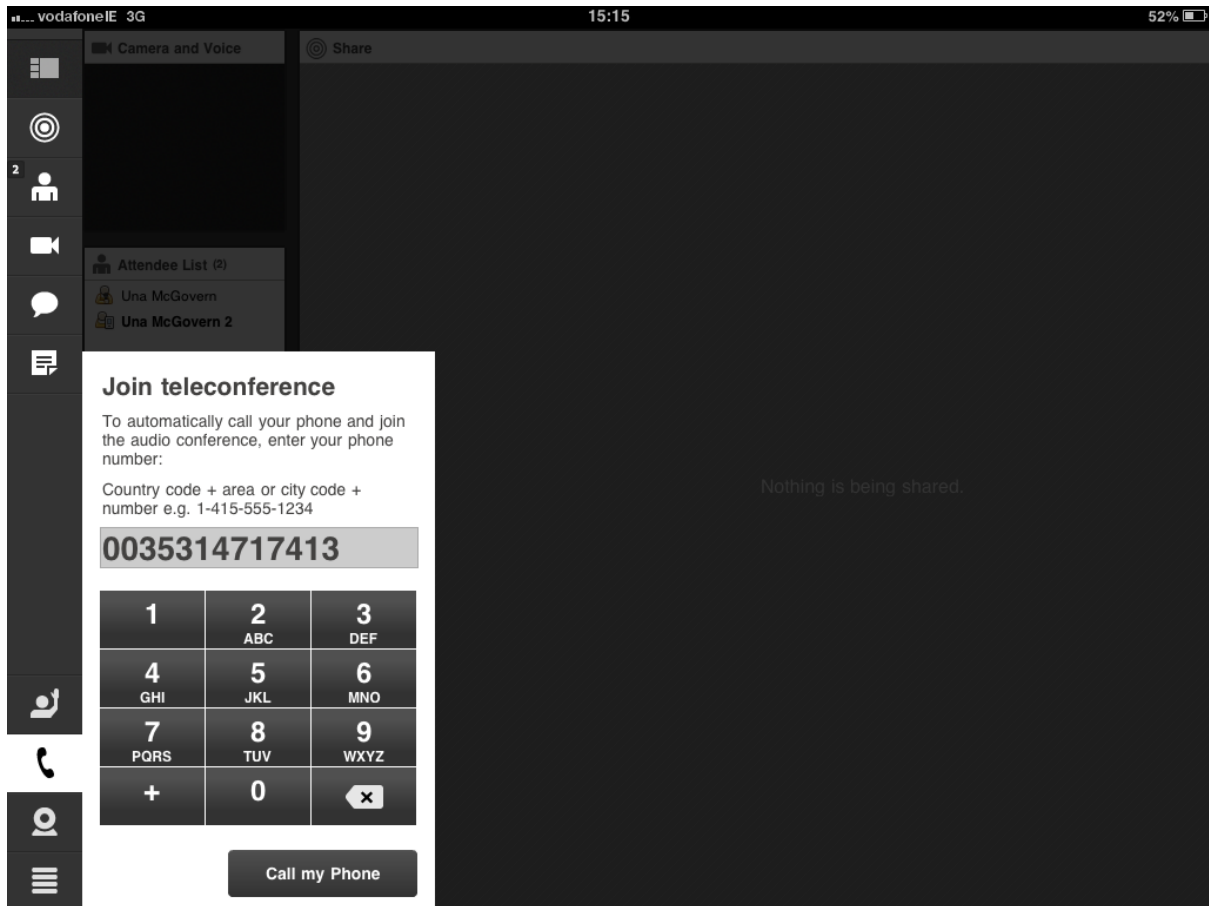 vodafoneIE 3G 15:15 52%
Camera and Voice
Share
2
Attendee List (2)
Una McGovern
Una McGovern 2
Join teleconference
To automatically call your phone and join
the audio conference, enter your phone
number:
Country code + area or city code +
number e.g. 1-415-555-1234
0035314717413
Nothing is being shared.
1 2 3
ABC DEF
4 5 6
GHI JKL MNO
7 8 9
PQRS TUV WXYZ
+ 0
Call my Phone